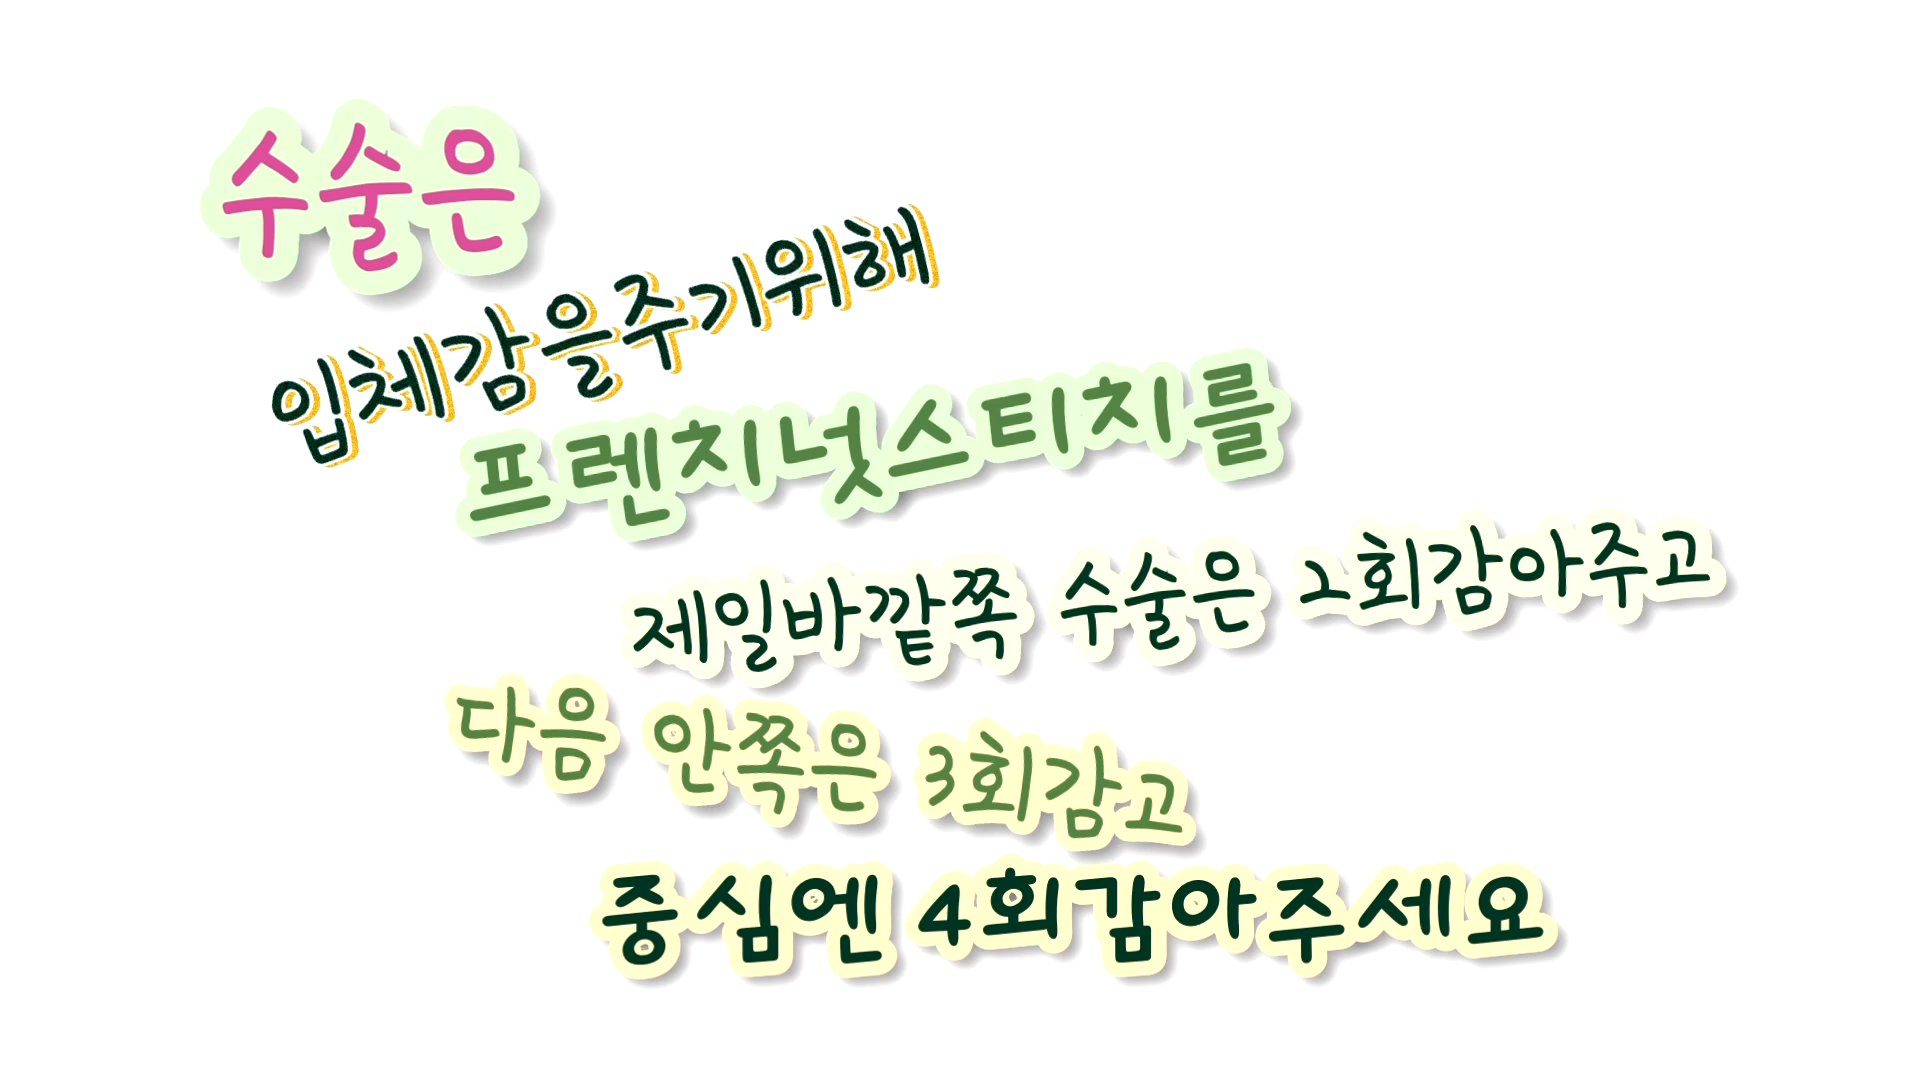 수술은
입체감을주기위해
프렌치넛스티치를
제일바깥쪽 수술은 2회감아주고
다음 안쪽은 3회감고
중심엔 4회감아주세요